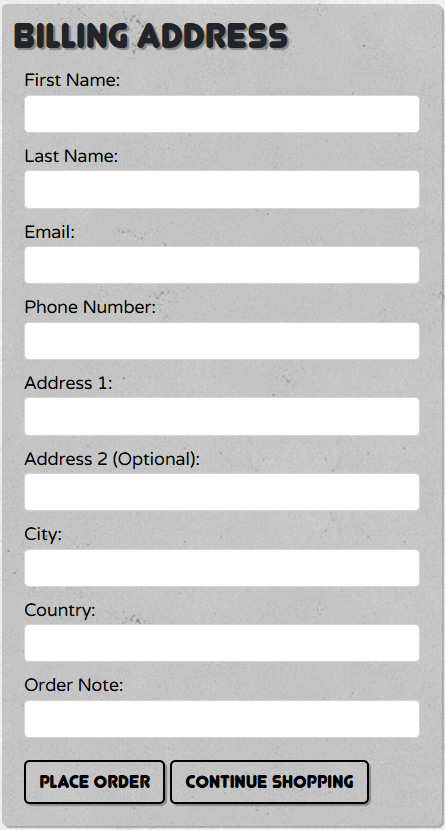 BILLING ADDRESS
First Name:
Last Name:
Email:
Phone Number:
Address 1:
Address 2 (Optional):
City:
Country:
Order Note:
PLACE ORDER CONTINUE SHOPPING